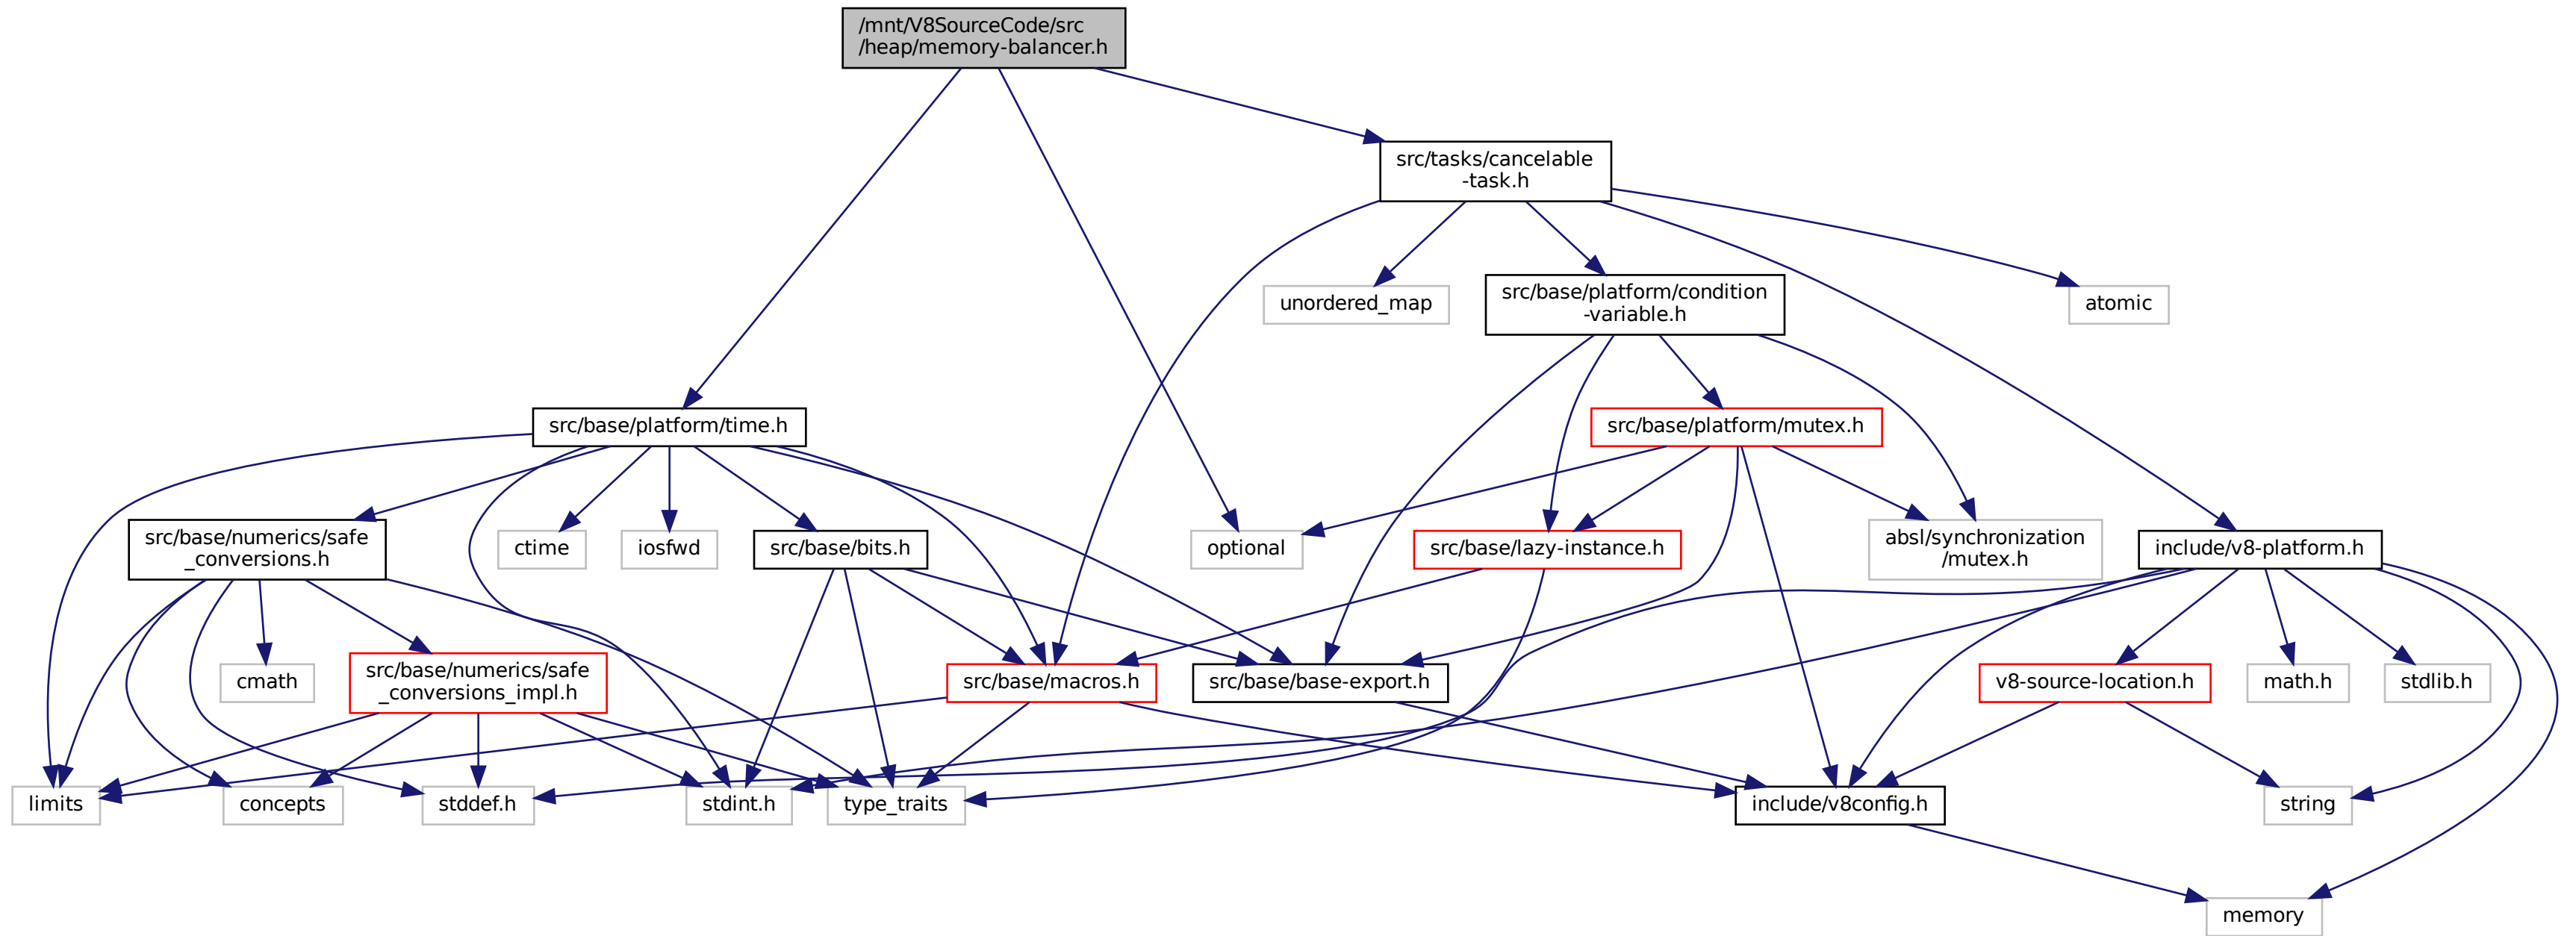 /mnt/V8SourceCode/src
/heap/memory-balancer.h
src/tasks/cancelable
-task.h
unordered_map
src/base/platform/condition
-variable.h
atomic
src/base/platform/time.h
src/base/platform/mutex.h
src/base/numerics/safe
_conversions.h
ctime
iosfwd
src/base/bits.h
optional
src/base/lazy-instance.h
absl/synchronization
/mutex.h
include/v8-platform.h
cmath
src/base/numerics/safe
_conversions_impl.h
src/base/macros.h
src/base/base-export.h
v8-source-location.h
math.h
stdlib.h
limits
concepts
stddef.h
stdint.h
type_traits
include/v8config.h
string
memory